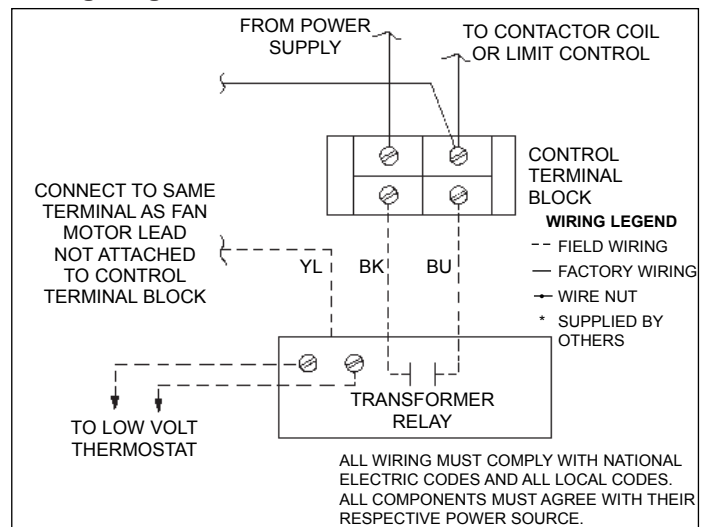 FROM POWER
SUPPLY
TO CONTACTOR COIL
OR LIMIT CONTROL
CONTROL
TERMINAL
BLOCK
CONNECT TO SAME
TERMINAL AS FAN
MOTOR LEAD
NOT ATTACHED
TO CONTROL
TERMINAL BLOCK
WIRING LEGEND
FIELD WIRING
FACTORY WIRING
WIRE NUT
* SUPPLIED BY
OTHERS
YL BK BU
TRANSFORMER
RELAY
TO LOW VOLT
THERMOSTAT
ALL WIRING MUST COMPLY WITH NATIONAL
ELECTRIC CODES AND ALL LOCAL CODES.
ALL COMPONENTS MUST AGREE WITH THEIR
RESPECTIVE POWER SOURCE.